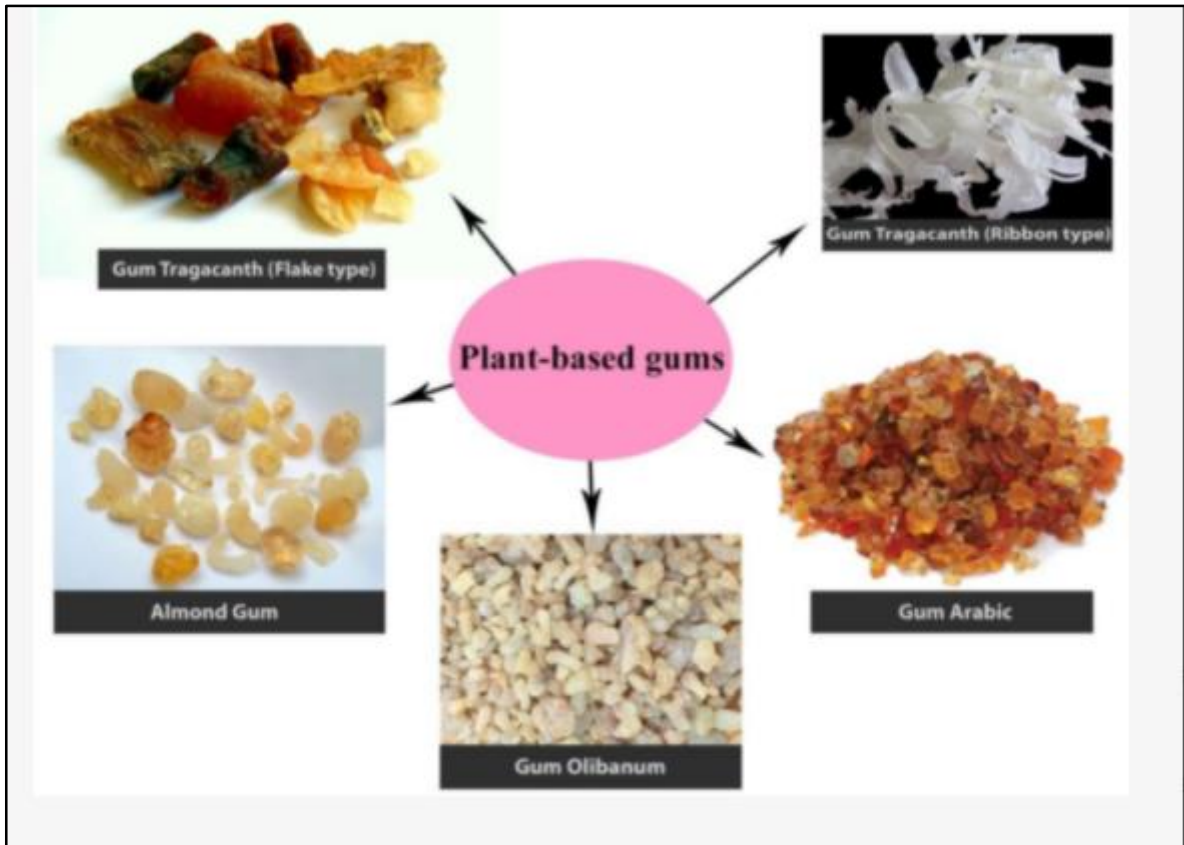 Gum Tragacanth (Flake type)
Gum Tragacanth (Ribbon type)
Plant-based gums
Almond Gum
Gum Arabic
Gum Olibanum